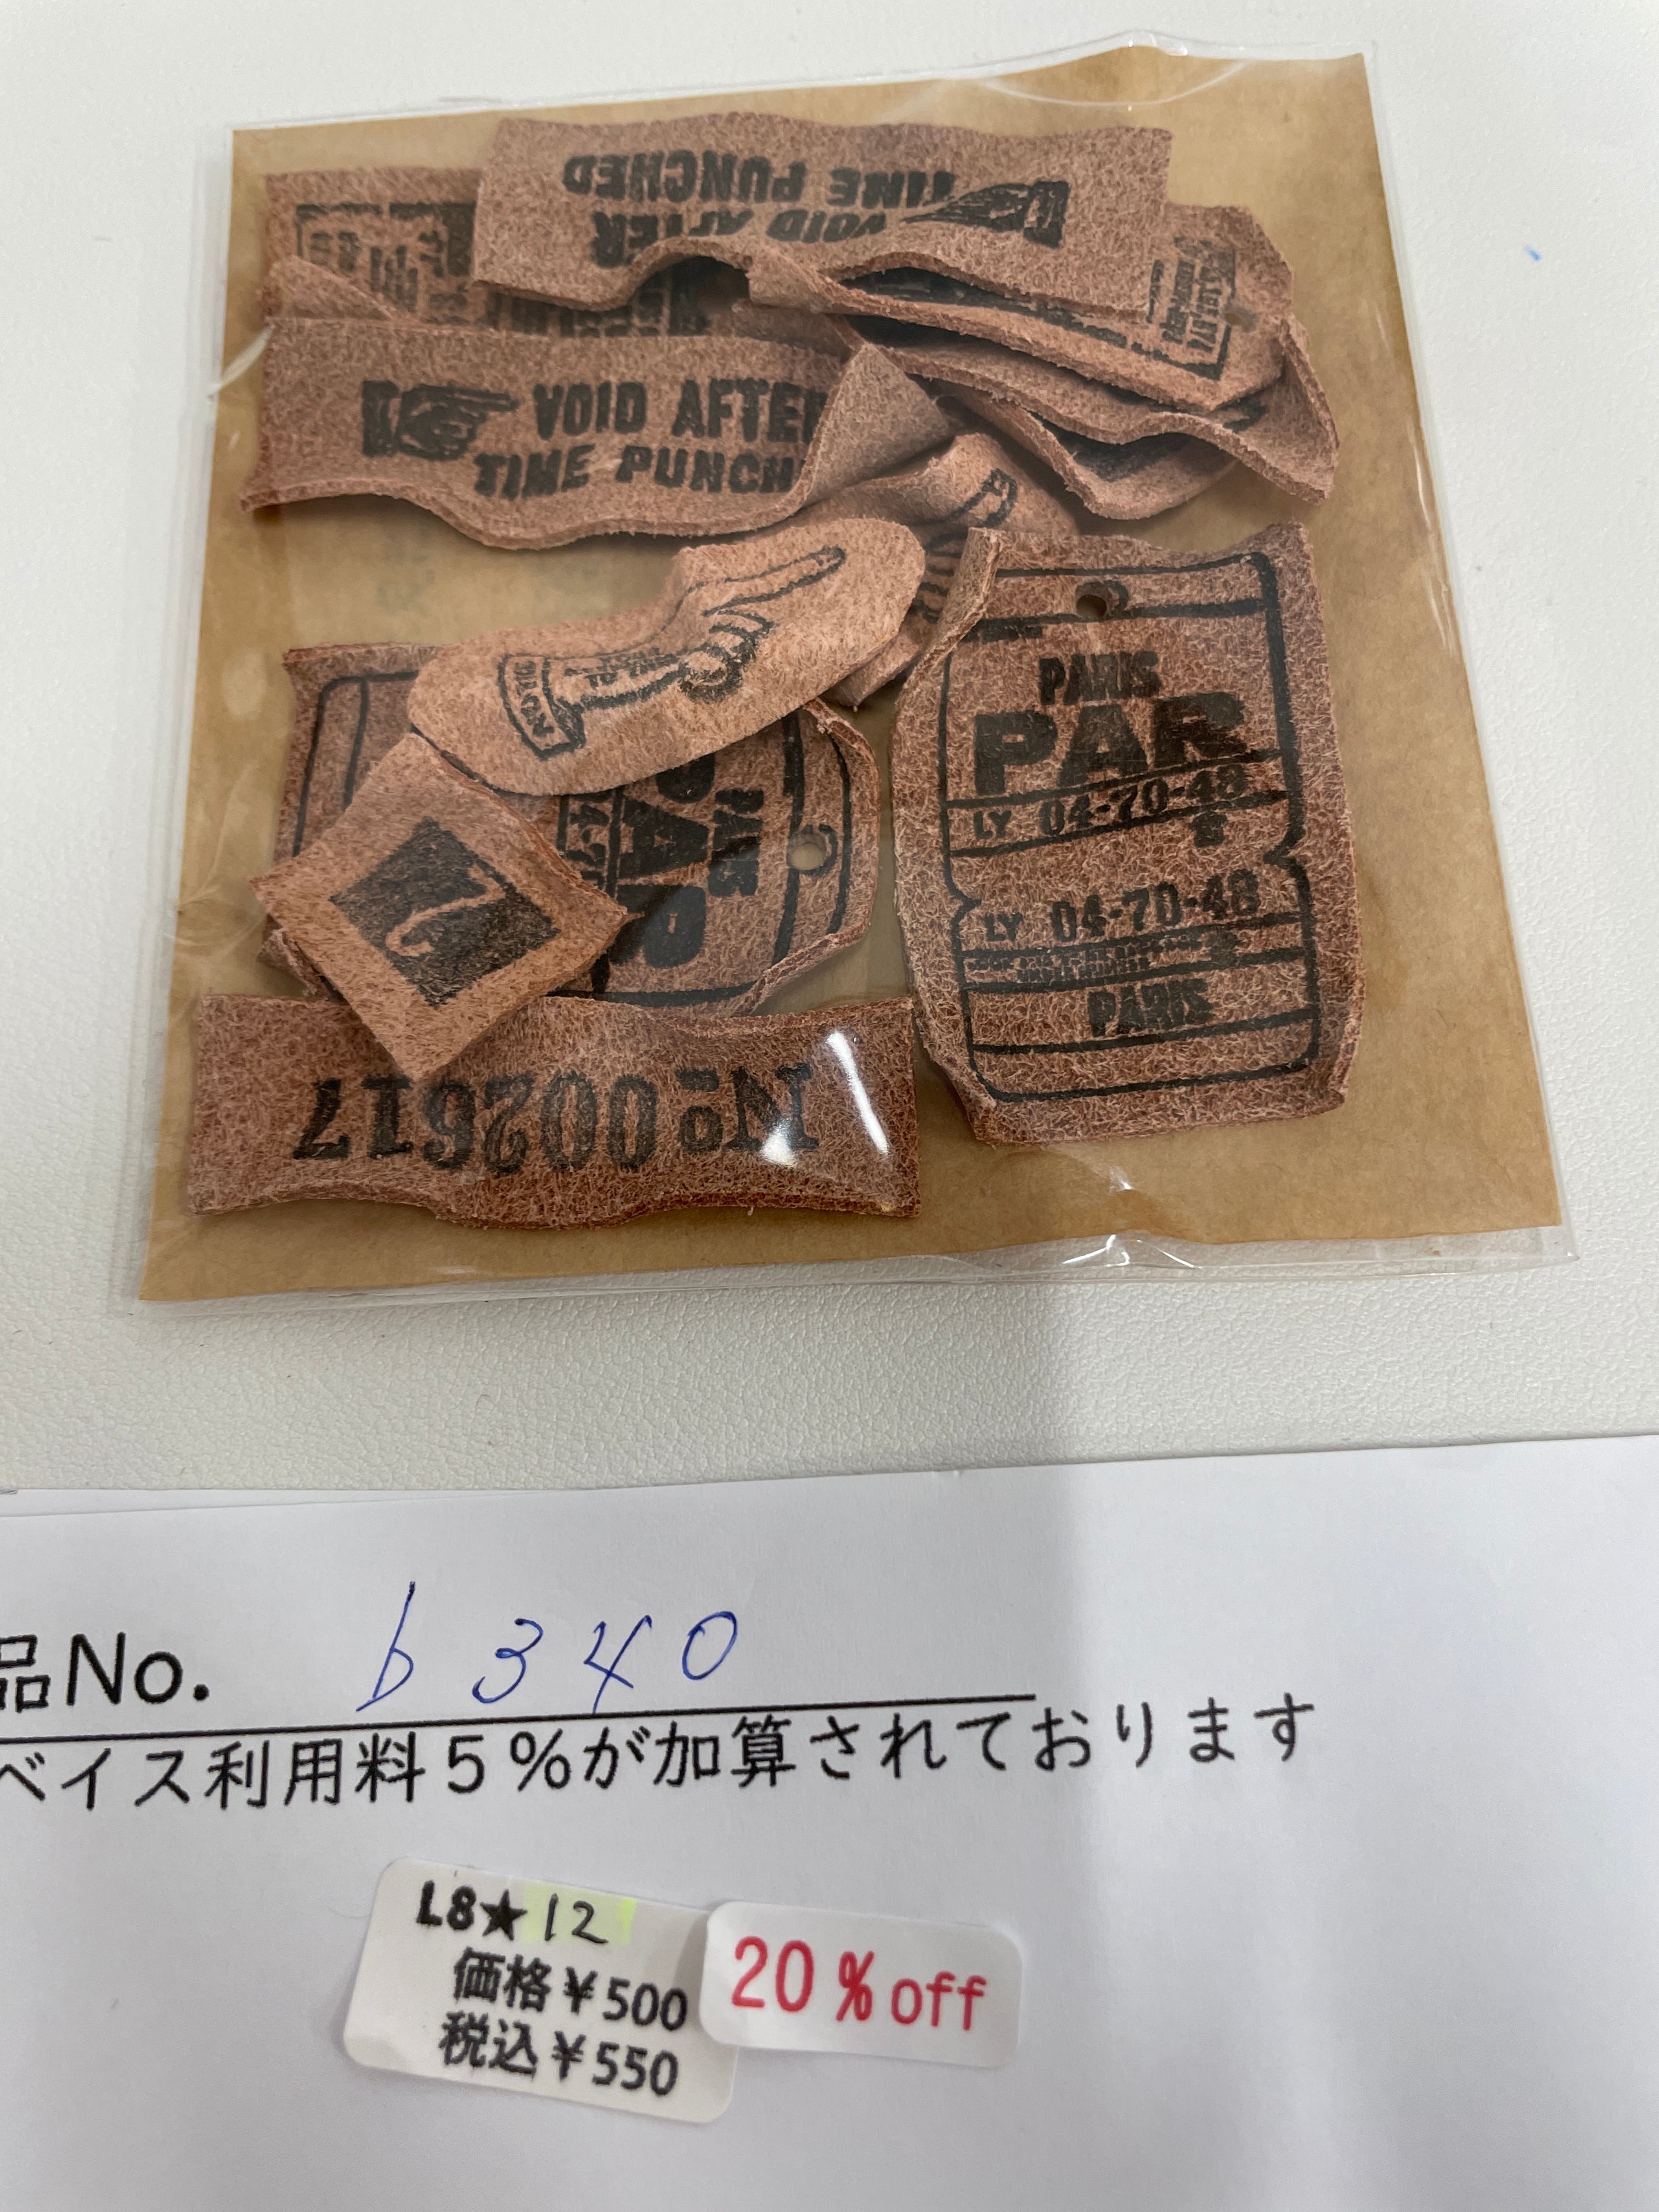 VOID AFTER
TIME PUNCHED
VOID AFTE
TIME PUNCH
PARIS
PAR
LY 04-70-48
LY 04-70-48
PARIS
7
№002617
品No. b340
ベイス利用料5%が加算されております
L8★12
価格¥500
税込¥550
20%off